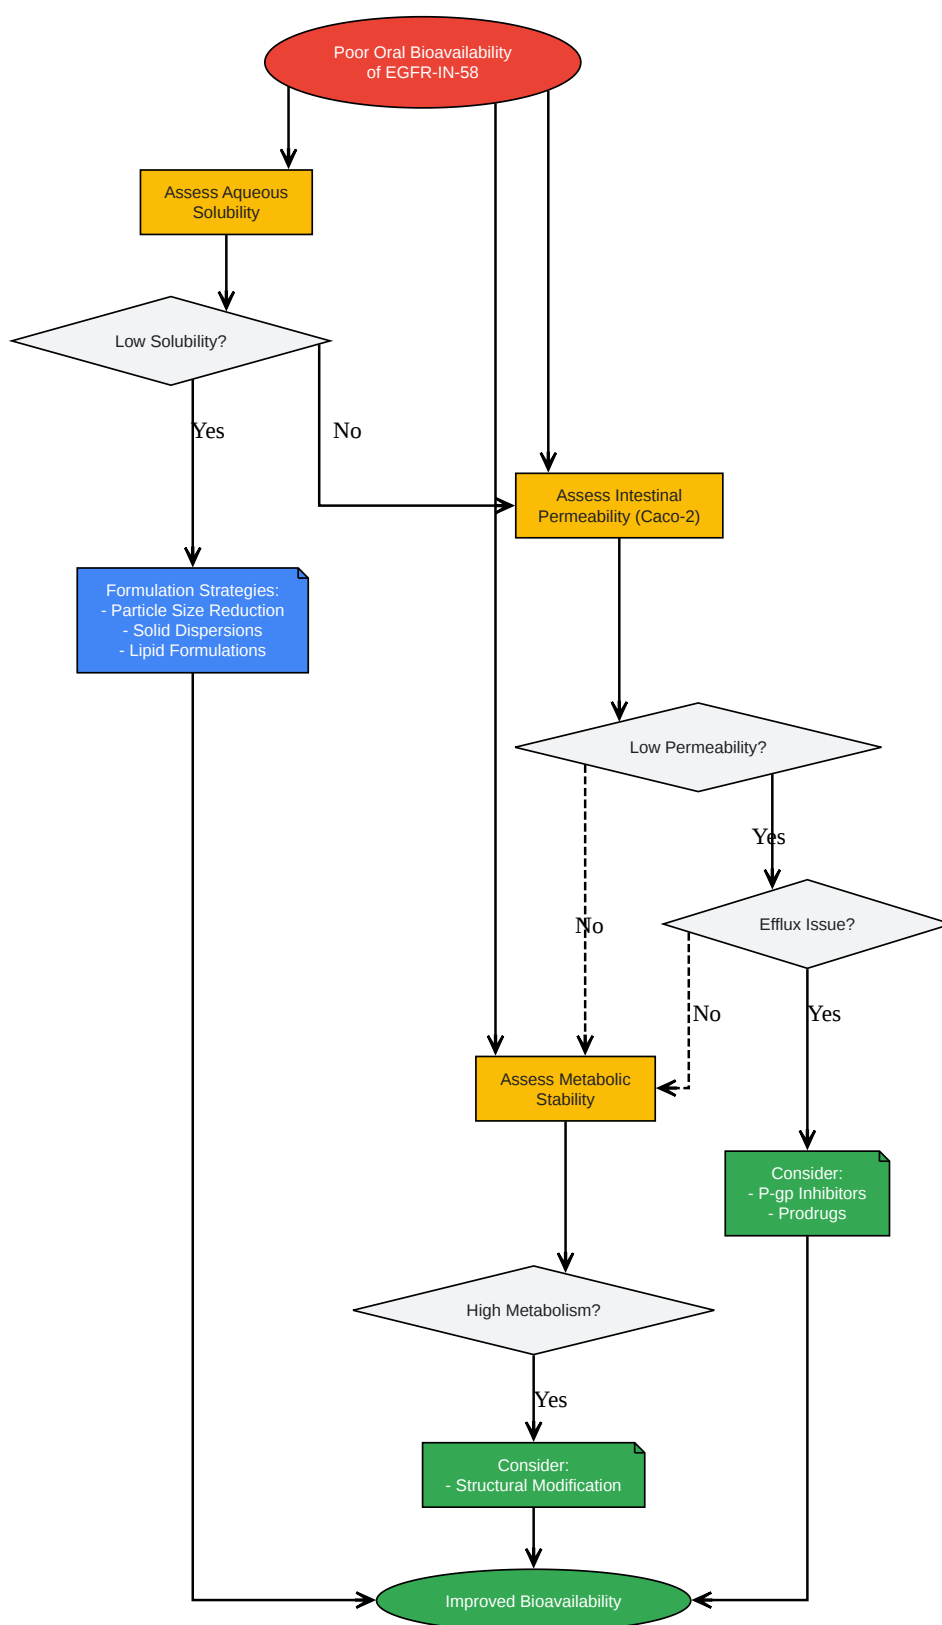 Poor Oral Bioavailability
of EGFR-IN-58
Assess Aqueous
Solubility
Low Solubility?
Yes
No
Assess Intestinal
Permeability (Caco-2)
Formulation Strategies:
- Particle Size Reduction
- Solid Dispersions
- Lipid Formulations
Low Permeability?
Yes
No
Efflux Issue?
No
Yes
Assess Metabolic
Stability
Consider:
- P-gp Inhibitors
- Prodrugs
High Metabolism?
Yes
Consider:
- Structural Modification
Improved Bioavailability